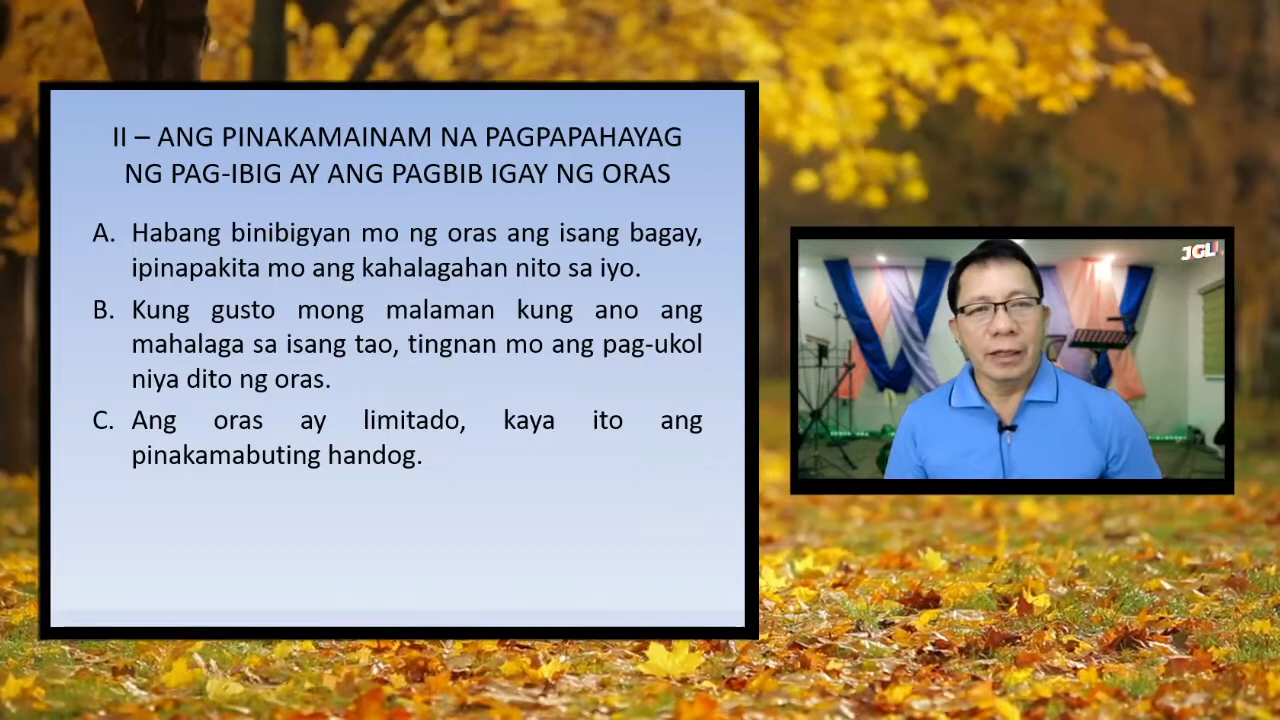 II – ANG PINAKAMAINAM NA PAGPAPAHAYAG
NG PAG-IBIG AY ANG PAGBIB IGAY NG ORAS
A. Habang binibigyan mo ng oras ang isang bagay,
ipinapakita mo ang kahalagahan nito sa iyo.
B. Kung gusto mong malaman kung ano ang
mahalaga sa isang tao, tingnan mo ang pag-ukol
niya dito ng oras.
C. Ang oras ay limitado, kaya ito ang
pinakamabuting handog.